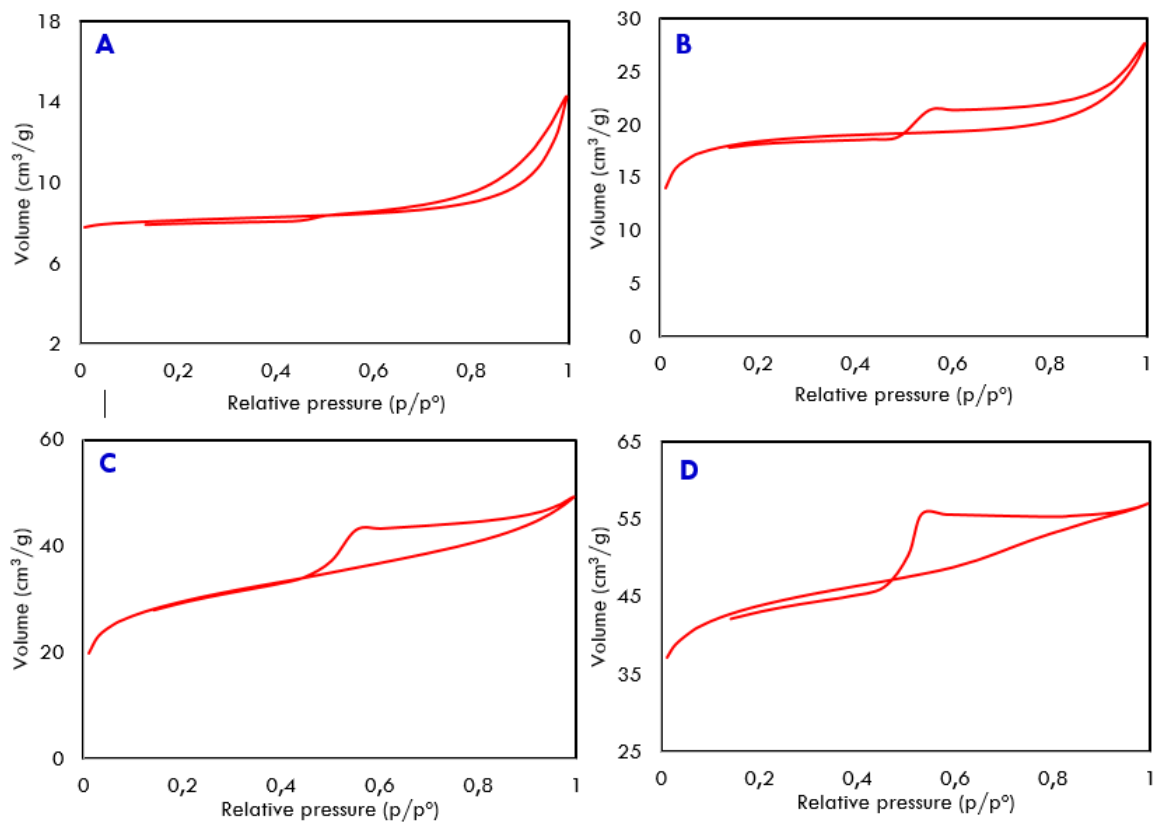 A
Volume (cm³/g)
18
14
10
6
2
0 0,2 0,4 0,6 0,8 1
Relative pressure (p/p°)
B
Volume (cm³/g)
30
25
20
15
10
5
0
0 0,2 0,4 0,6 0,8 1
Relative pressure (p/p°)
C
Volume (cm³/g)
60
40
20
0
0 0,2 0,4 0,6 0,8 1
Relative pressure (p/p°)
D
Volume (cm³/g)
65
55
45
35
25
0 0,2 0,4 0,6 0,8 1
Relative pressure (p/p°)